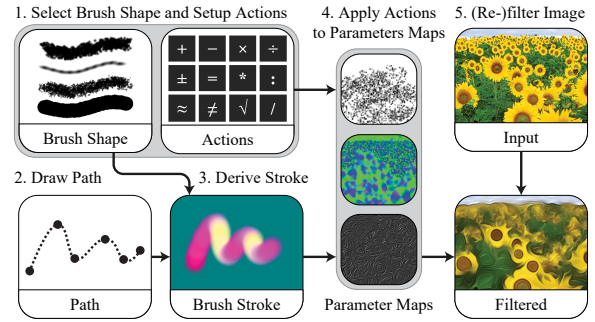 1. Select Brush Shape and Setup Actions
Brush Shape
+ − × ÷
± = * :
≈ ≠ √ /
Actions
4. Apply Actions
to Parameters Maps
Parameter Maps
5. (Re-)filter Image
Input
Filtered
2. Draw Path
Path
3. Derive Stroke
Brush Stroke